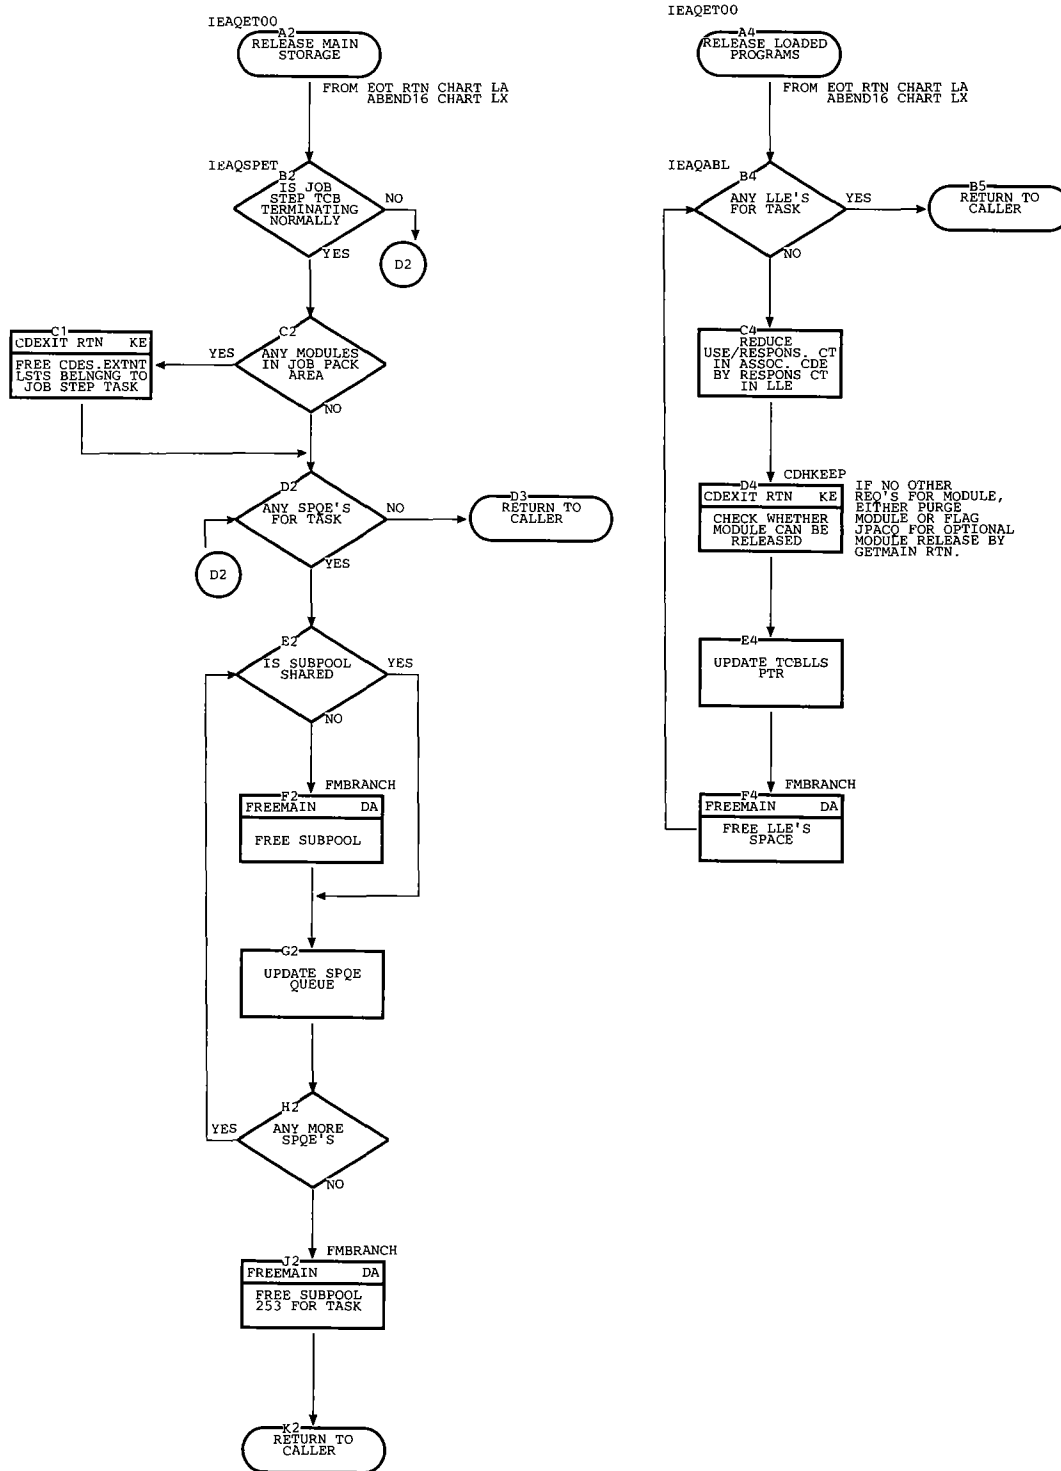 IEAQET00
A2
RELEASE MAIN
STORAGE
FROM EOT RTN CHART LA
ABEND16 CHART LX
IEAQSPET
B2
IS JOB
STEP TCB
TERMINATING
NORMALLY
NO
YES
D2
C2
ANY MODULES
IN JOB PACK
AREA
YES
NO
C1
CDEXIT RTN KE
FREE CDES.EXTNT
LSTS BELNGNG TO
JOB STEP TASK
D2
ANY SPQE'S
FOR TASK
NO
YES
D3
RETURN TO
CALLER
D2
E2
IS SUBPOOL
SHARED
YES
NO
FMBRANCH
F2
FREEMAIN DA
FREE SUBPOOL
G2
UPDATE SPQE
QUEUE
H2
ANY MORE
SPQE'S
YES
NO
FMBRANCH
J2
FREEMAIN DA
FREE SUBPOOL
253 FOR TASK
K2
RETURN TO
CALLER
IEAQET00
A4
RELEASE LOADED
PROGRAMS
FROM EOT RTN CHART LA
ABEND16 CHART LX
IEAQABL
B4
ANY LLE'S
FOR TASK
YES
NO
B5
RETURN TO
CALLER
C4
REDUCE
USE/RESPONS. CT
IN ASSOC. CDE
BY RESPONS CT
IN LLE
CDHKEEP
D4
CDEXIT RTN KE
CHECK WHETHER
MODULE CAN BE
RELEASED
IF NO OTHER
REQ'S FOR MODULE,
EITHER PURGE
MODULE OR FLAG
JPACQ FOR OPTIONAL
MODULE RELEASE BY
GETMAIN RTN.
E4
UPDATE TCBLLS
PTR
FMBRANCH
F4
FREEMAIN DA
FREE LLE'S
SPACE